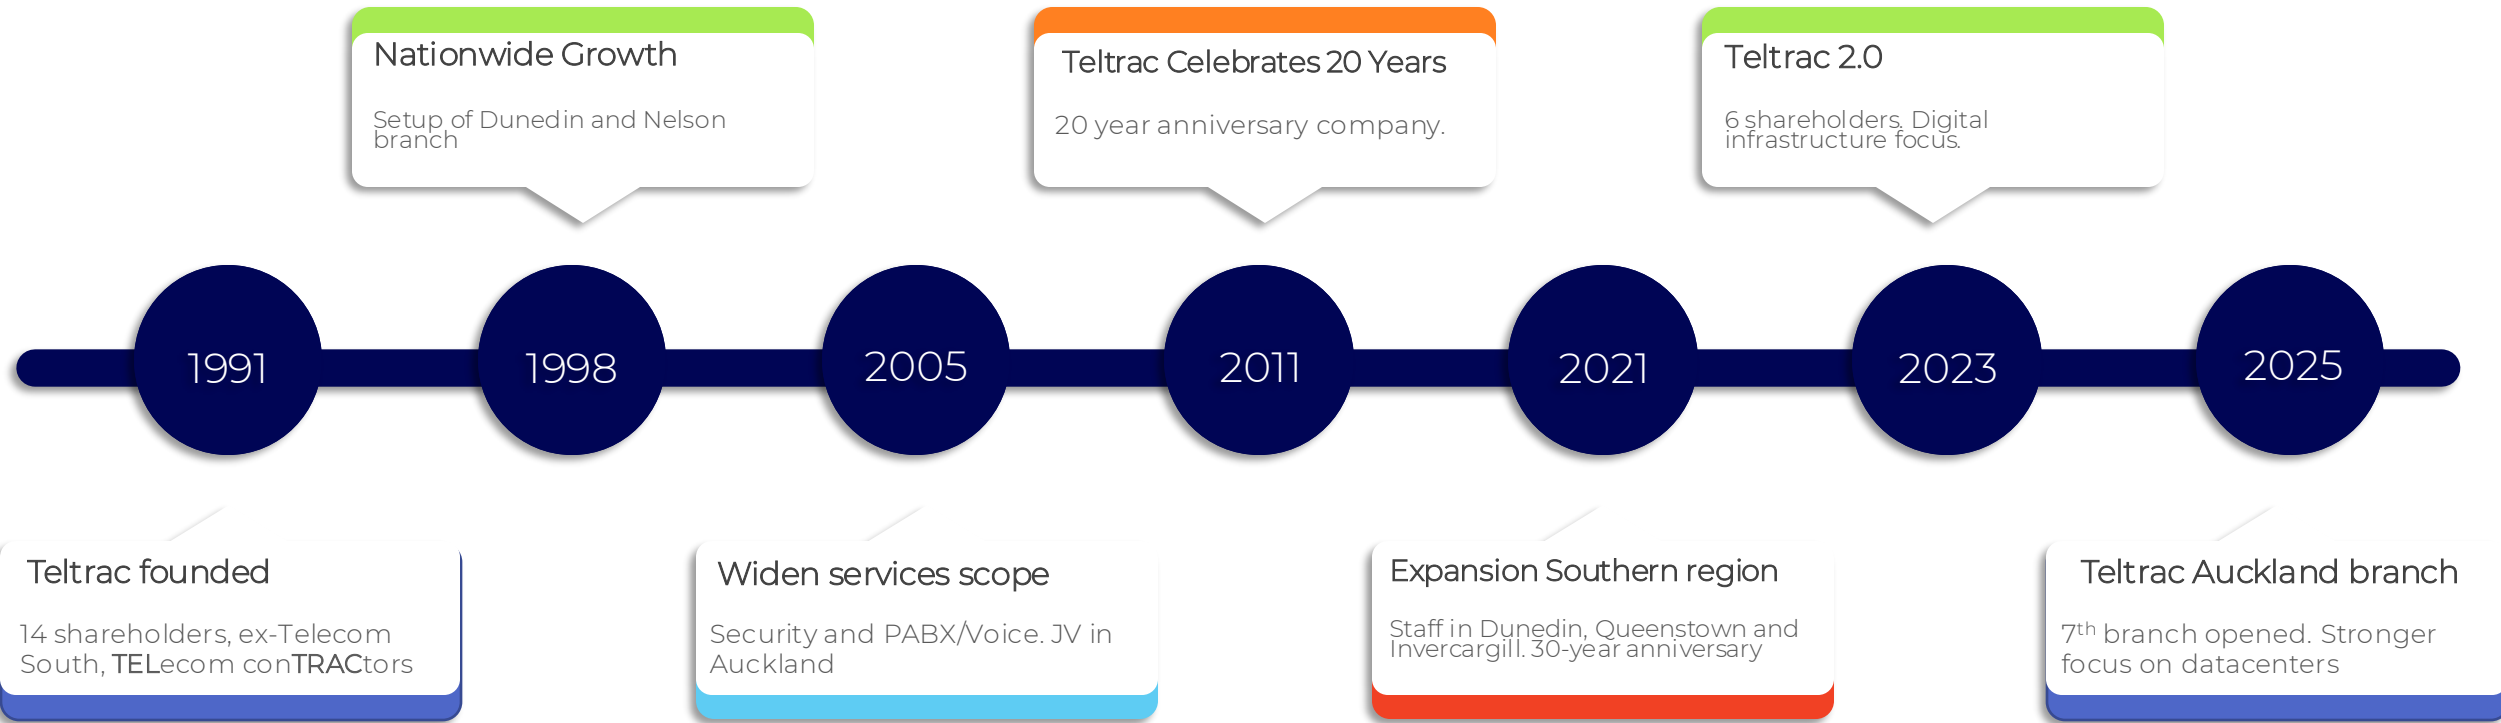 Nationwide Growth
Setup of Dunedin and Nelson
branch
Teltrac Celebrates 20 Years
20 year anniversary company.
Teltrac 2.0
6 shareholders. Digital
infrastructure focus.
1991
1998
2005
2011
2021
2023
2025
Teltrac founded
14 shareholders, ex-Telecom
South, TELecom conTRACtors
Widen services scope
Security and PABX/Voice. JV in
Auckland
Expansion Southern region
Staff in Dunedin, Queenstown and
Invercargill. 30-year anniversary
Teltrac Auckland branch
7th branch opened. Stronger
focus on datacenters